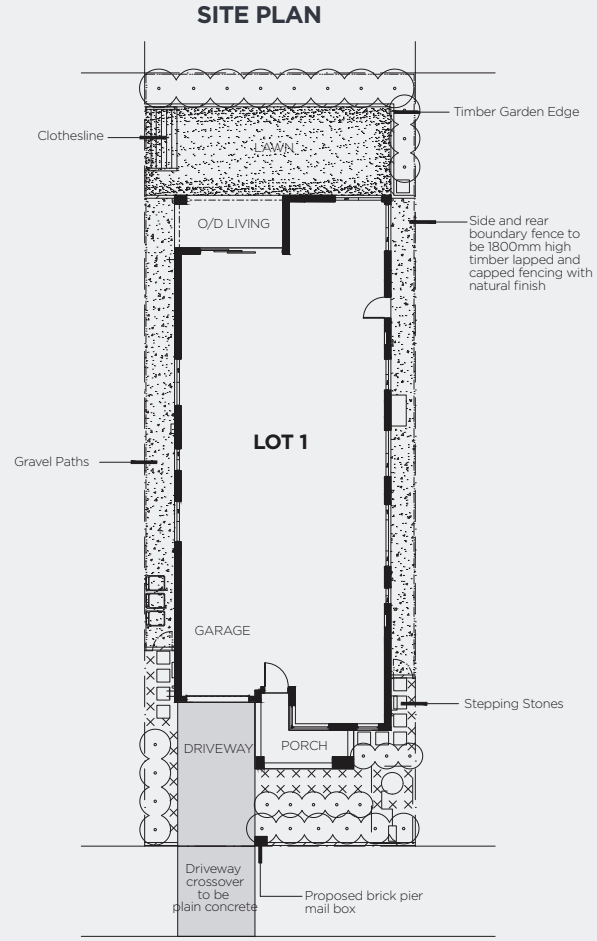 SITE PLAN
Timber Garden Edge
Clothesline
LAWN
O/D LIVING
Side and rear
boundary fence to
be 1800mm high
timber lapped and
capped fencing with
natural finish
LOT 1
Gravel Paths
GARAGE
Stepping Stones
DRIVEWAY
PORCH
Driveway
crossover
to be
plain concrete
Proposed brick pier
mail box